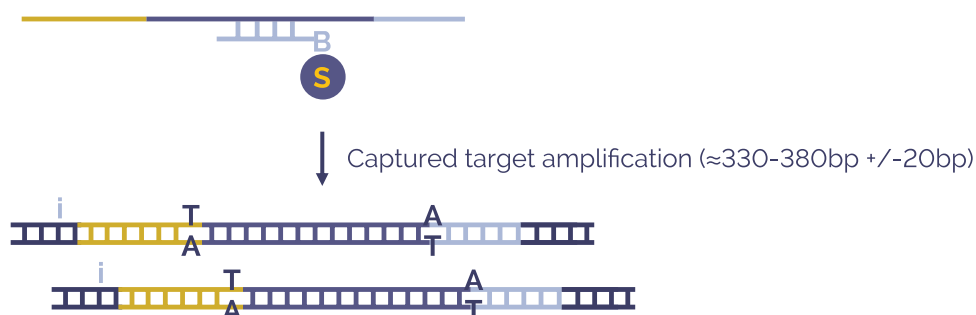 B
S
Captured target amplification (≈330-380bp +/-20bp)
i
T
A
A
T
i
T
A
A
T